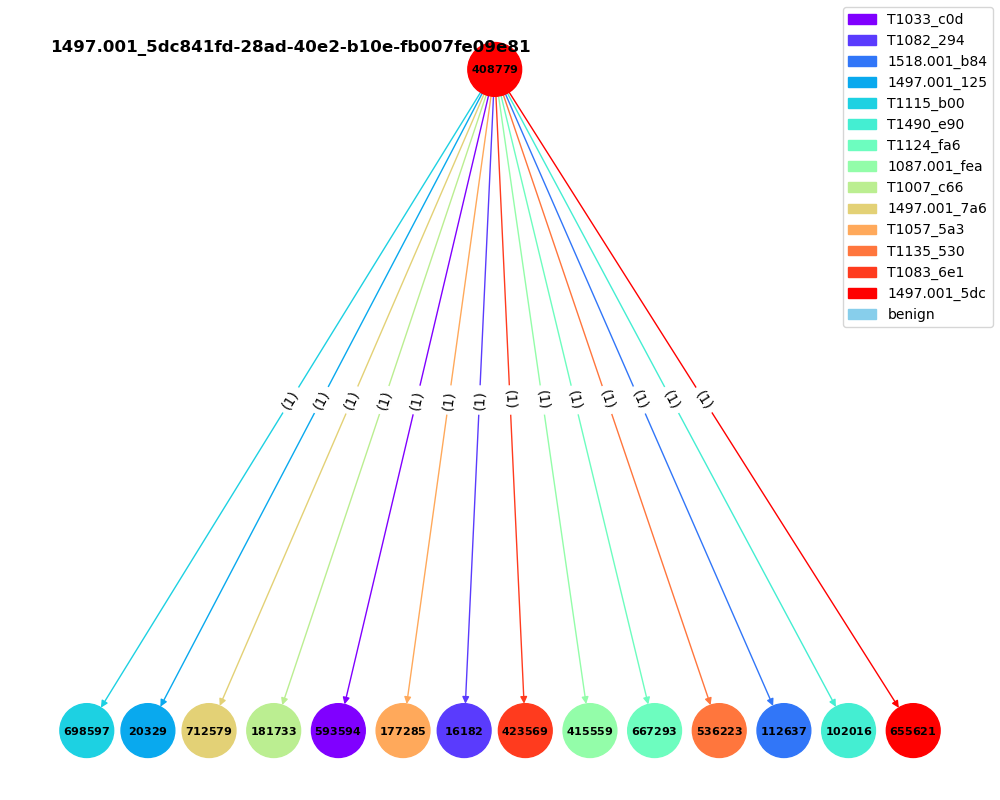 1497.001_5dc841fd-28ad-40e2-b10e-fb007fe09e81
408779
T1033_c0d
T1082_294
1518.001_b84
1497.001_125
T1115_b00
T1490_e90
T1124_fa6
1087.001_fea
T1007_c66
1497.001_7a6
T1057_5a3
T1135_530
T1083_6e1
1497.001_5dc
benign
(1) (1) (1) (1) (1) (1) (1) (1) (1) (1) (1) (1) (1) (1)
698597 20329 712579 181733 593594 177285 16182 423569 415559 667293 536223 112637 102016 655621